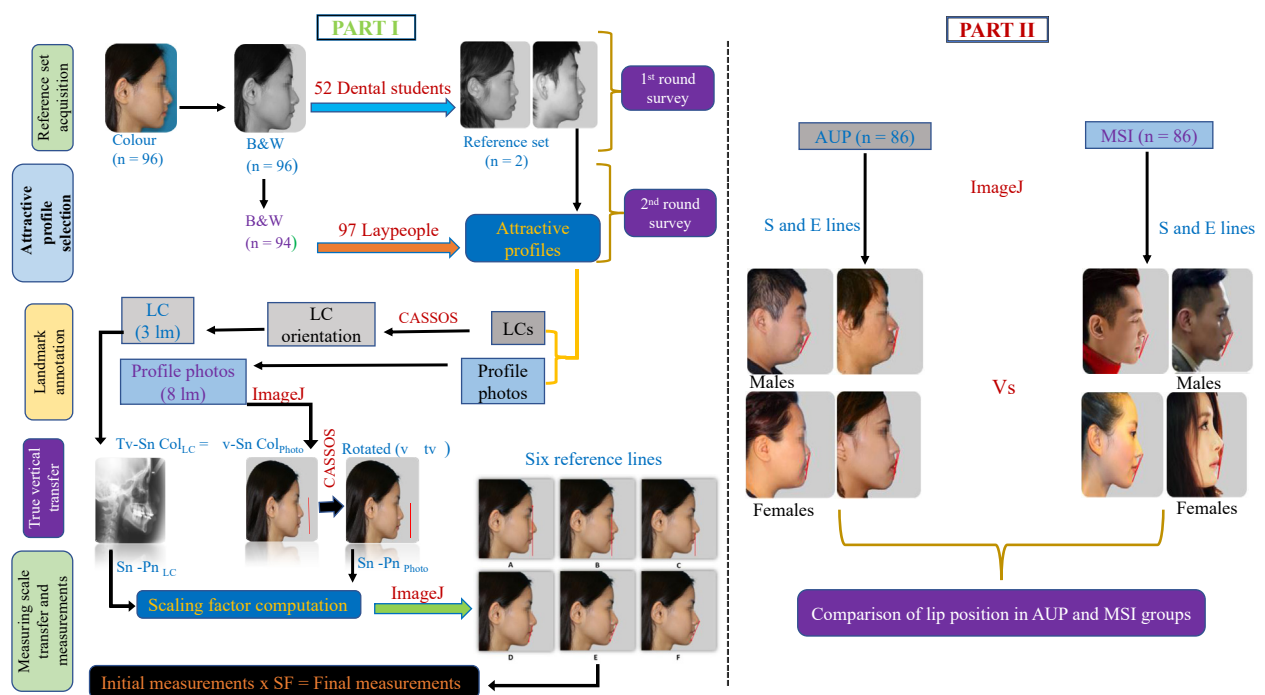 PART I
Reference set
acquisition
Colour
(n = 96)
B&W
(n = 96)
52 Dental students
Reference set
(n = 2)
1st round
survey
Attractive
profile
selection
B&W
(n = 94)
97 Laypeople
Attractive
profiles
2nd round
survey
Landmark
annotation
LC
(3 lm)
LC
orientation
CASSOS
LCs
Profile photos
(8 lm)
ImageJ
Profile
photos
True vertical
transfer
Tv-Sn ColLC =
v-Sn ColPhoto
CASSOS
Rotated (v tv )
Six reference lines
A
B
C
D
E
F
Measuring scale
transfer and
measurements
Sn -Pn LC
Sn -Pn Photo
Scaling factor computation
ImageJ
Initial measurements x SF = Final measurements
PART II
AUP (n = 86)
MSI (n = 86)
ImageJ
S and E lines
S and E lines
Males
Males
Vs
Females
Females
Comparison of lip position in AUP and MSI groups